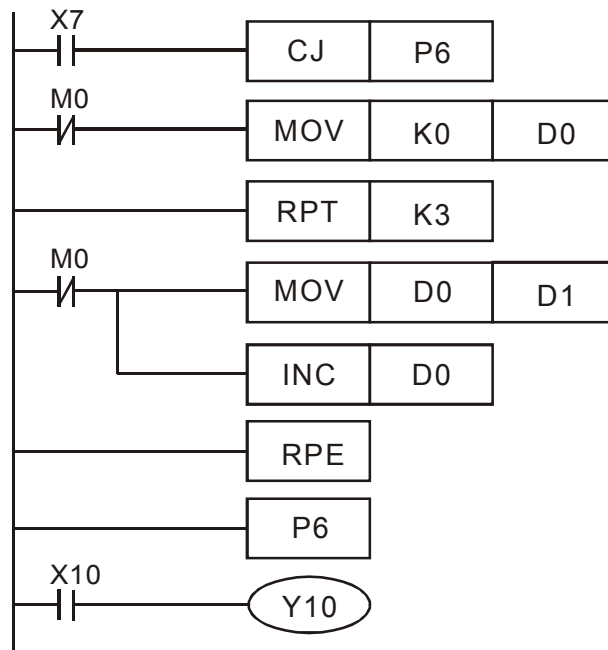 X7
CJ P6
M0
MOV K0 D0
RPT K3
M0
MOV D0 D1
INC D0
RPE
P6
X10
Y10